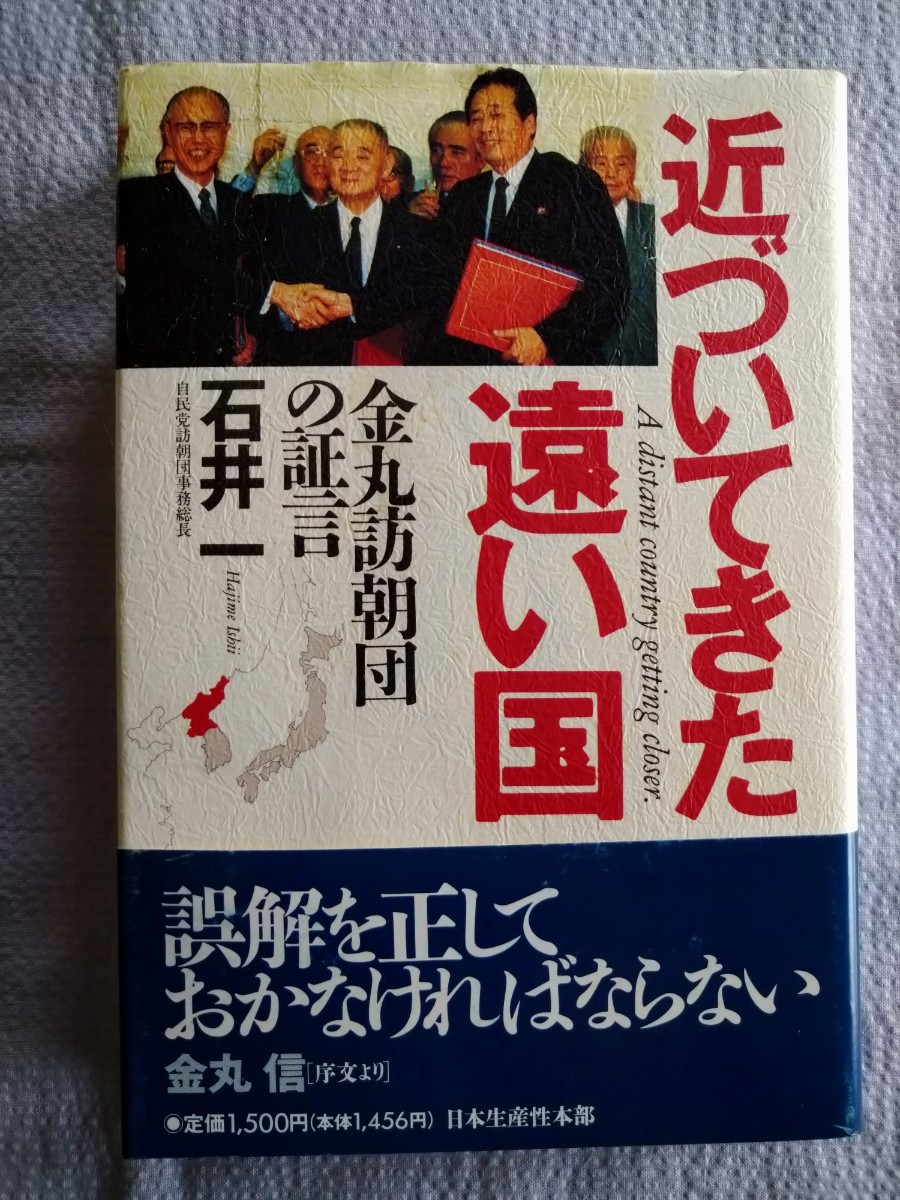 近づいてきた
遠い国
A distant country getting closer.
金丸訪朝団
の証言
石井 一
Hajime Ishii
自民党訪朝団事務総長
誤解を正して
おかなければならない
金丸 信[序文より]
●定価1,500円(本体1,456円) 日本生産性本部